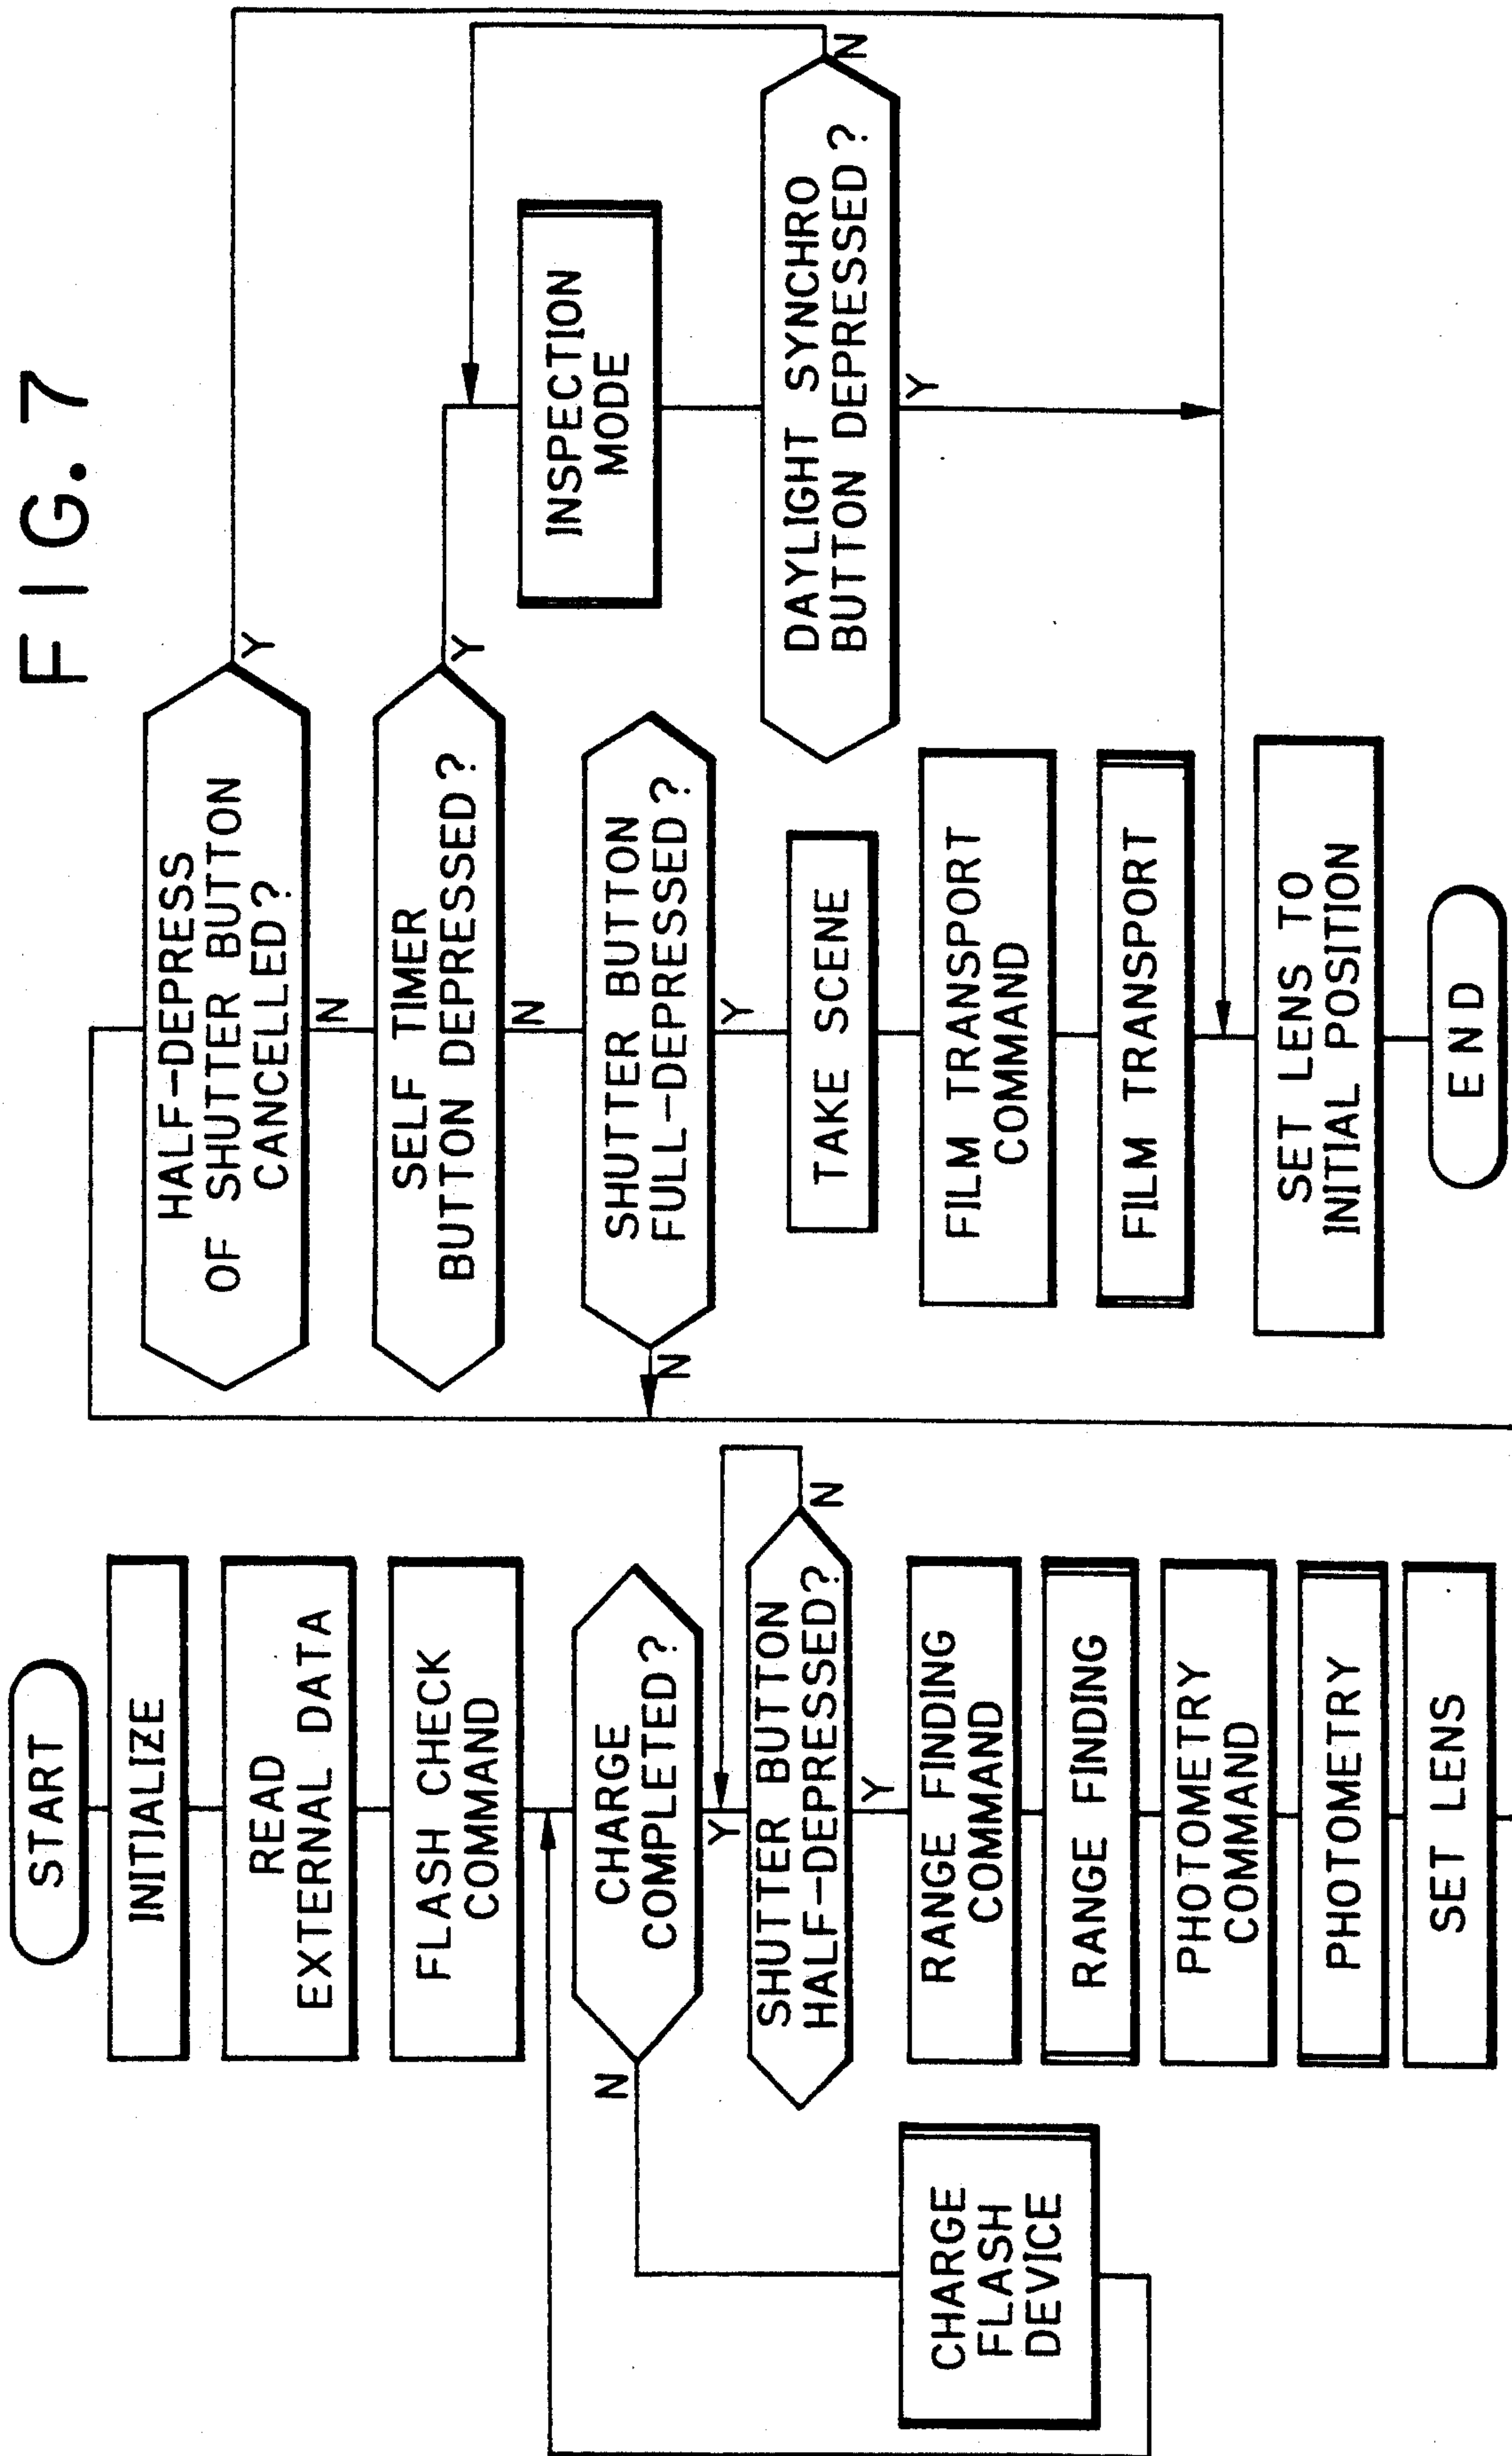 FIG. 7
START
INITIALIZE
READ
EXTERNAL DATA
FLASH CHECK
COMMAND
CHARGE
COMPLETED?
N
Y
CHARGE
FLASH
DEVICE
SHUTTER BUTTON
HALF-DEPRESSED?
N
Y
RANGE FINDING
COMMAND
RANGE FINDING
PHOTOMETRY
COMMAND
PHOTOMETRY
SET LENS
HALF-DEPRESS
OF SHUTTER BUTTON
CANCELLED?
Y
N
SELF TIMER
BUTTON DEPRESSED?
Y
N
INSPECTION
MODE
DAYLIGHT SYNCHRO
BUTTON DEPRESSED?
N
Y
SHUTTER BUTTON
FULL-DEPRESSED?
N
Y
TAKE SCENE
FILM TRANSPORT
COMMAND
FILM TRANSPORT
SET LENS TO
INITIAL POSITION
END